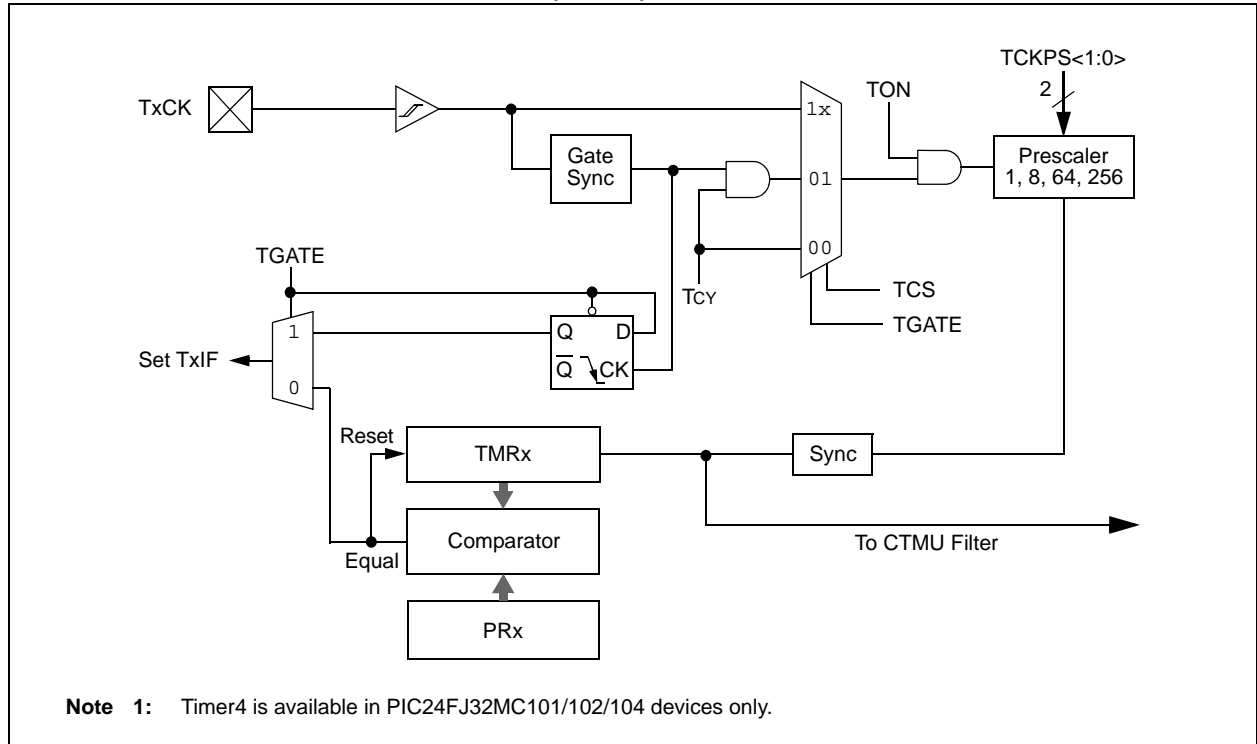 TCKPS<1:0>
2
TxCK
TON
1x
Gate
Sync
Prescaler
1, 8, 64, 256
01
00
TGATE
TCY
TCS
TGATE
1
Q
D
Set TxIF
Q
CK
0
Reset
TMRx
Sync
Comparator
Equal
To CTMU Filter
PRx
Note 1: Timer4 is available in PIC24FJ32MC101/102/104 devices only.